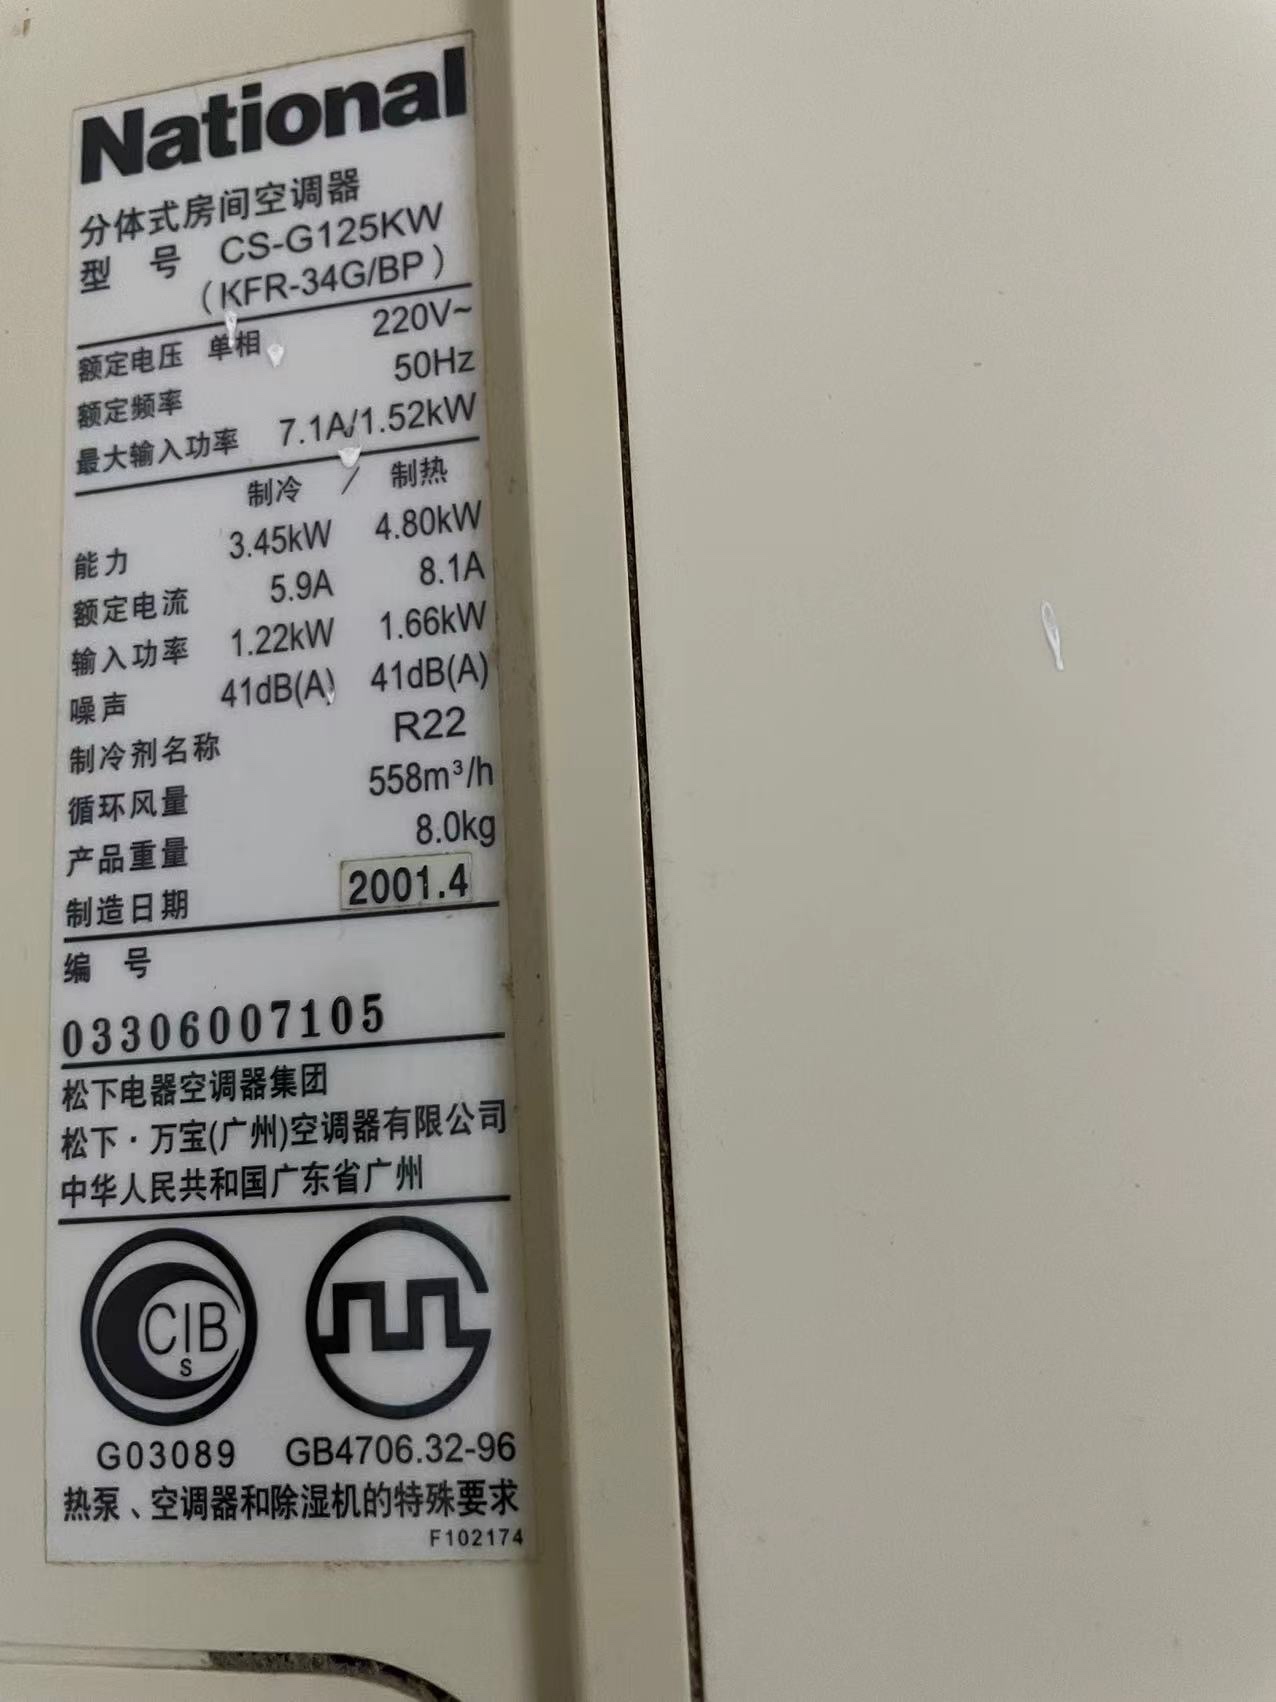 National
分体式房间空调器
型 号 CS-G125KW
(KFR-34G/BP)
额定电压 单相 220V~
额定频率 50Hz
最大输入功率 7.1A/1.52kW
制冷 / 制热
能力 3.45kW 4.80kW
额定电流 5.9A 8.1A
输入功率 1.22kW 1.66kW
噪声 41dB(A) 41dB(A)
制冷剂名称 R22
循环风量 558m³/h
产品重量 8.0kg
制造日期 2001.4
编 号
03306007105
松下电器空调器集团
松下·万宝(广州)空调器有限公司
中华人民共和国广东省广州
CIB
S
G03089 GB4706.32-96
热泵、空调器和除湿机的特殊要求
F102174